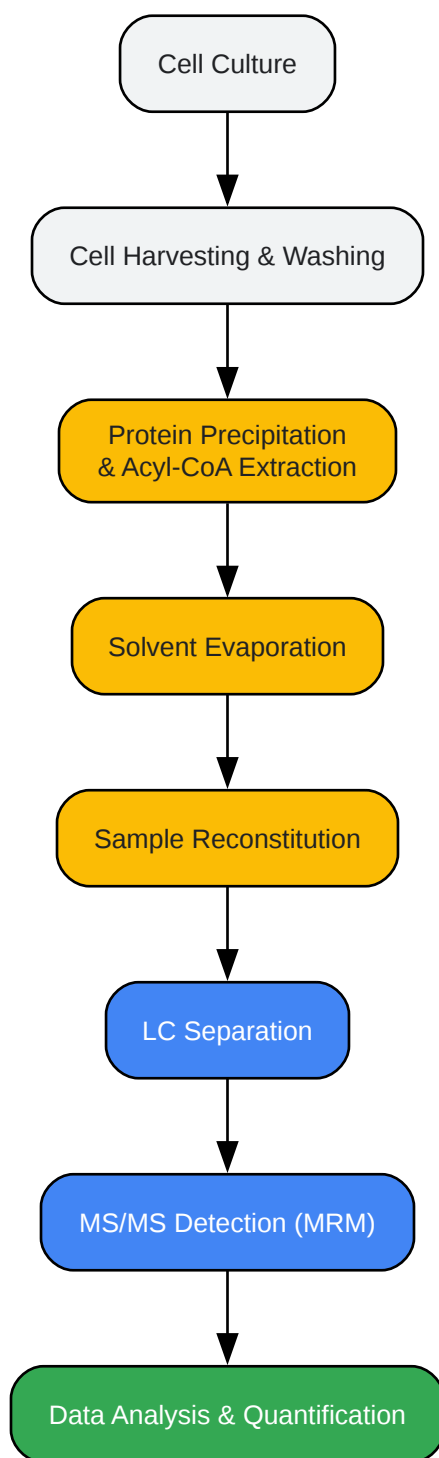 Cell Culture
Cell Harvesting & Washing
Protein Precipitation
& Acyl-CoA Extraction
Solvent Evaporation
Sample Reconstitution
LC Separation
MS/MS Detection (MRM)
Data Analysis & Quantification